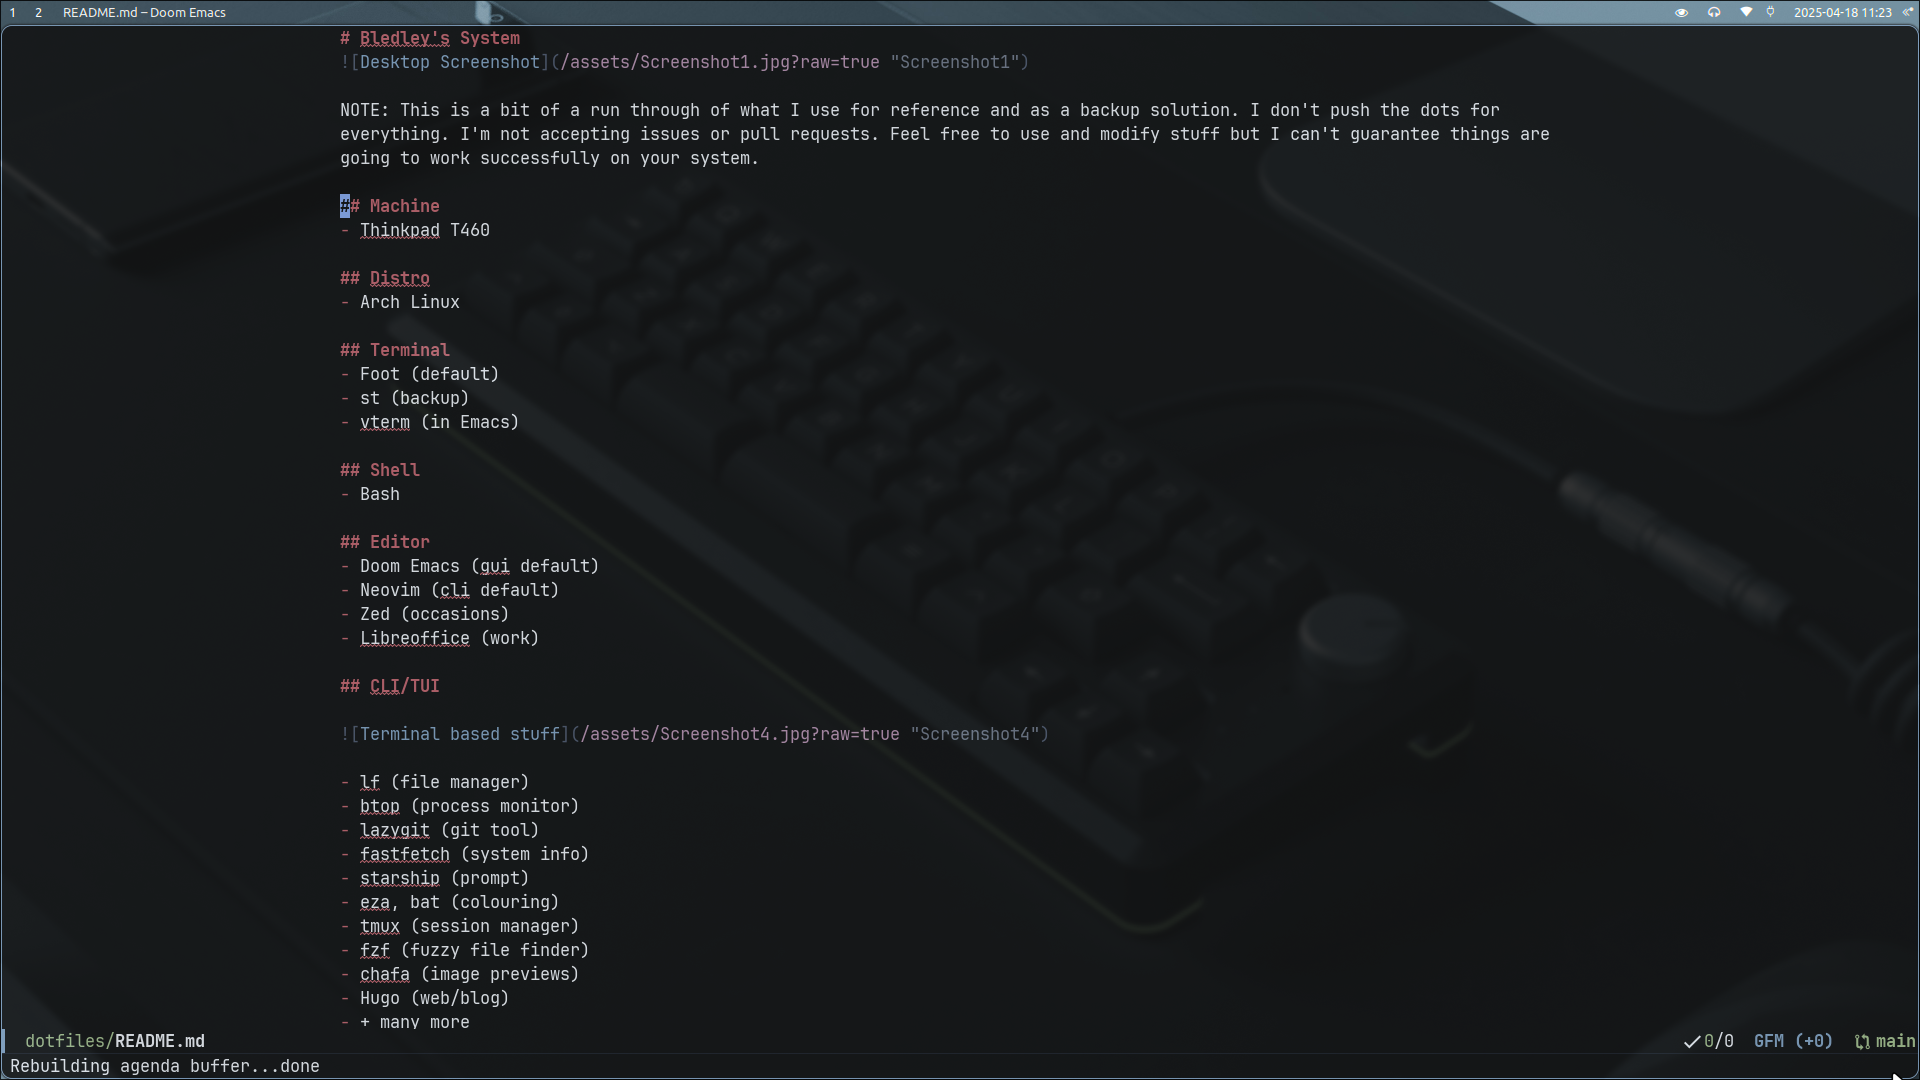 1 2 README.md – Doom Emacs 2025-04-18 11:23
# Bledley's System
![Desktop Screenshot](/assets/Screenshot1.jpg?raw=true "Screenshot1")
NOTE: This is a bit of a run through of what I use for reference and as a backup solution. I don't push the dots for
everything. I'm not accepting issues or pull requests. Feel free to use and modify stuff but I can't guarantee things are
going to work successfully on your system.
## Machine
- Thinkpad T460
## Distro
- Arch Linux
## Terminal
- Foot (default)
- st (backup)
- vterm (in Emacs)
## Shell
- Bash
## Editor
- Doom Emacs (gui default)
- Neovim (cli default)
- Zed (occasions)
- Libreoffice (work)
## CLI/TUI
![Terminal based stuff](/assets/Screenshot4.jpg?raw=true "Screenshot4")
- lf (file manager)
- btop (process monitor)
- lazygit (git tool)
- fastfetch (system info)
- starship (prompt)
- eza, bat (colouring)
- tmux (session manager)
- fzf (fuzzy file finder)
- chafa (image previews)
- Hugo (web/blog)
- + many more
dotfiles/README.md 0/0 GFM (+0) main
Rebuilding agenda buffer...done